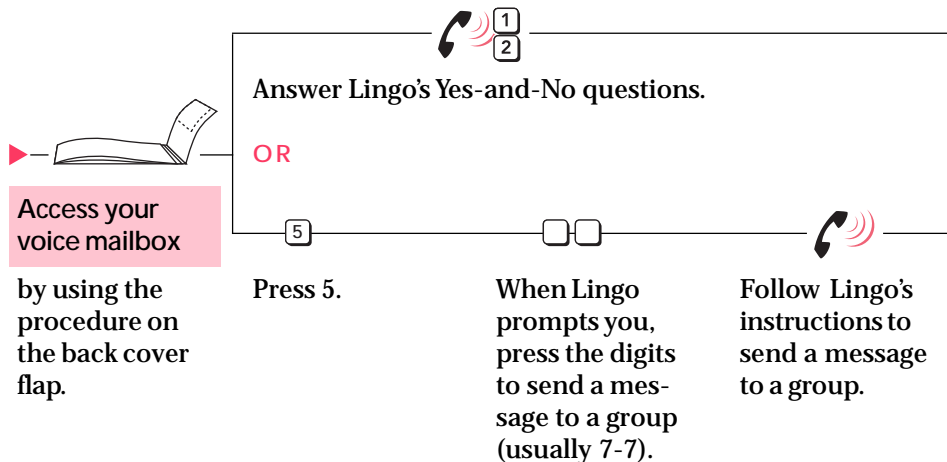 1
2
Answer Lingo's Yes-and-No questions.
OR
Access your
voice mailbox
by using the
procedure on
the back cover
flap.
5
Press 5.
When Lingo
prompts you,
press the digits
to send a mes-
sage to a group
(usually 7-7).
Follow Lingo's
instructions to
send a message
to a group.